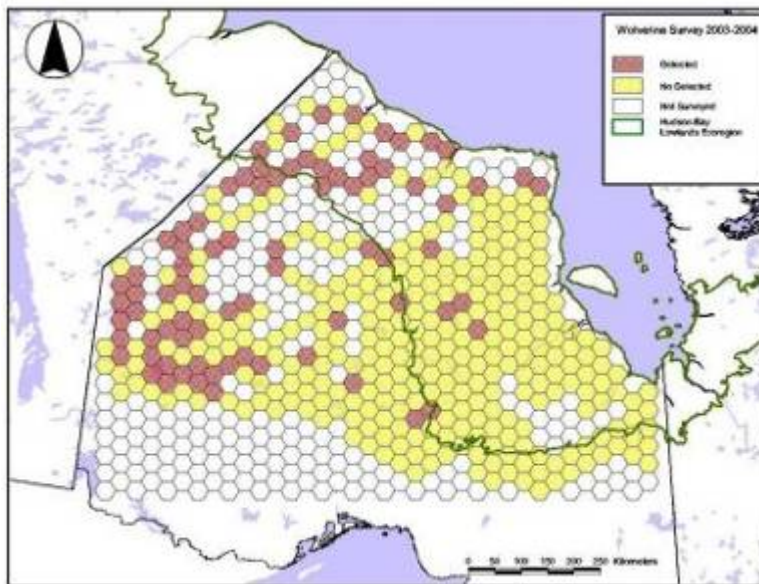 Wolverine Survey 2003-2004
Detected
No Detected
Not Surveyed
Hudson Bay
Lowlands Ecoregion
0 50 100 150 200 250 Kilometers